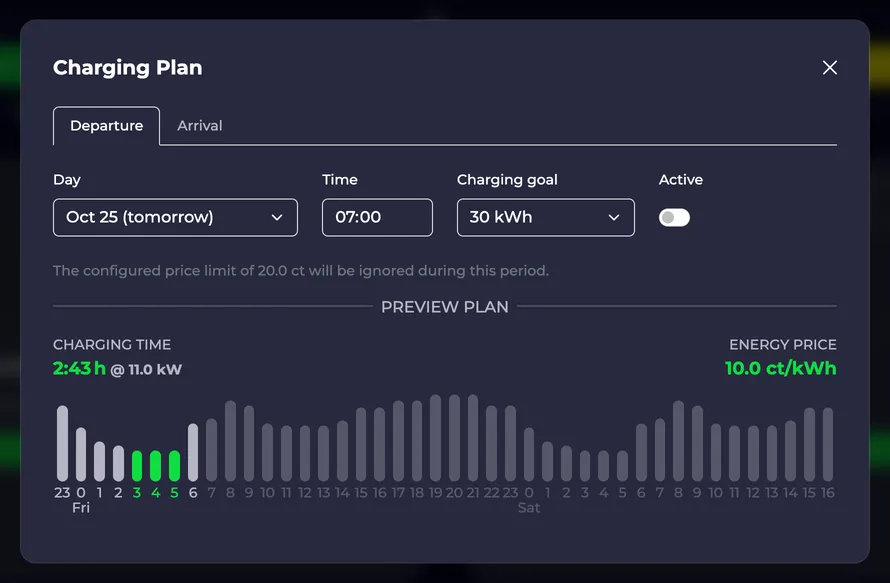 Charging Plan
Departure Arrival
Day Time Charging goal Active
Oct 25 (tomorrow) 07:00 30 kWh
The configured price limit of 20.0 ct will be ignored during this period.
PREVIEW PLAN
CHARGING TIME ENERGY PRICE
2:43 h @ 11.0 kW 10.0 ct/kWh
23 0 1 2 3 4 5 6 7 8 9 10 11 12 13 14 15 16 17 18 19 20 21 22 23 0 1 2 3 4 5 6 7 8 9 10 11 12 13 14 15 16
Fri Sat